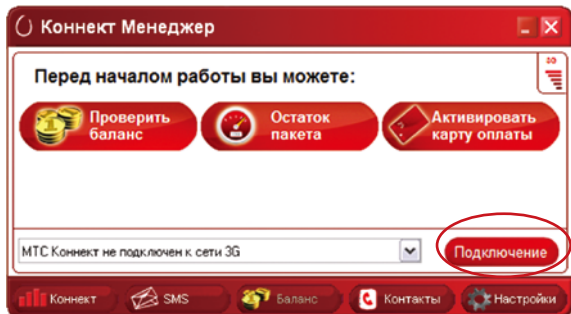 Коннект Менеджер
Перед началом работы вы можете:
3G
Проверить
баланс
Остаток
пакета
Активировать
карту оплаты
МТС Коннект не подключен к сети 3G
Подключение
Коннект
SMS
Баланс
Контакты
Настройки